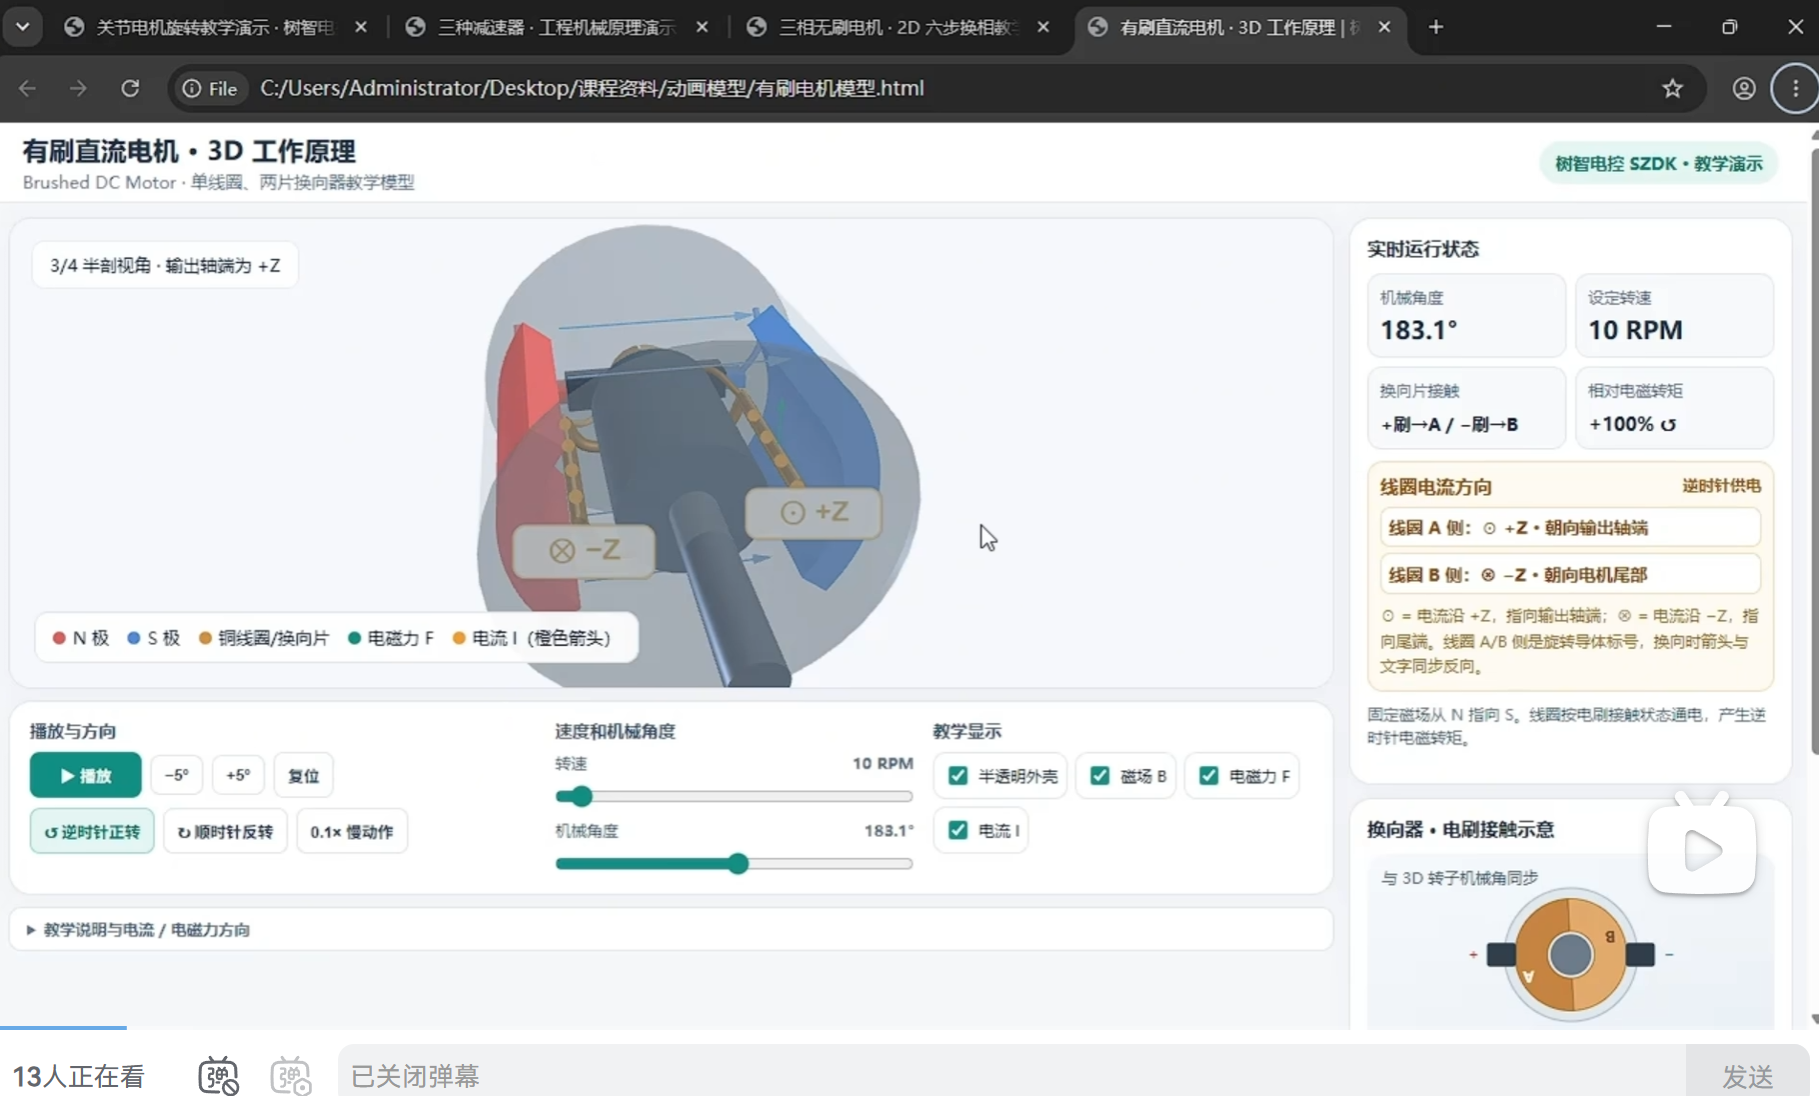 关节电机旋转教学演示 · 树智电
三种减速器 · 工程机械原理演示
三相无刷电机 · 2D 六步换相教学
有刷直流电机 · 3D 工作原理 |
File
C:/Users/Administrator/Desktop/课程资料/动画模型/有刷电机模型.html
有刷直流电机 · 3D 工作原理
Brushed DC Motor · 单线圈、两片换向器教学模型
树智电控 SZDK · 教学演示
3/4 半剖视角 · 输出轴端为 +Z
⊙ +Z
⊗ −Z
N 极
S 极
铜线圈/换向片
电磁力 F
电流 I（橙色箭头）
播放与方向
▶ 播放
−5°
+5°
复位
↺ 逆时针正转
↻ 顺时针反转
0.1× 慢动作
速度和机械角度
转速
10 RPM
机械角度
183.1°
教学显示
半透明外壳
磁场 B
电磁力 F
电流 I
▶ 教学说明与电流 / 电磁力方向
实时运行状态
机械角度
183.1°
设定转速
10 RPM
换向片接触
+刷→A / −刷→B
相对电磁转矩
+100% ↺
线圈电流方向
逆时针供电
线圈 A 侧：⊙ +Z · 朝向输出轴端
线圈 B 侧：⊗ −Z · 朝向电机尾部
⊙ = 电流沿 +Z，指向输出轴端；⊗ = 电流沿 −Z，指
向尾端。线圈 A/B 侧是旋转导体标号，换向时箭头与
文字同步反向。
固定磁场从 N 指向 S。线圈按电刷接触状态通电，产生逆
时针电磁转矩。
换向器 · 电刷接触示意
与 3D 转子机械角同步
+
A
B
−
13人正在看
弹
弹
已关闭弹幕
发送